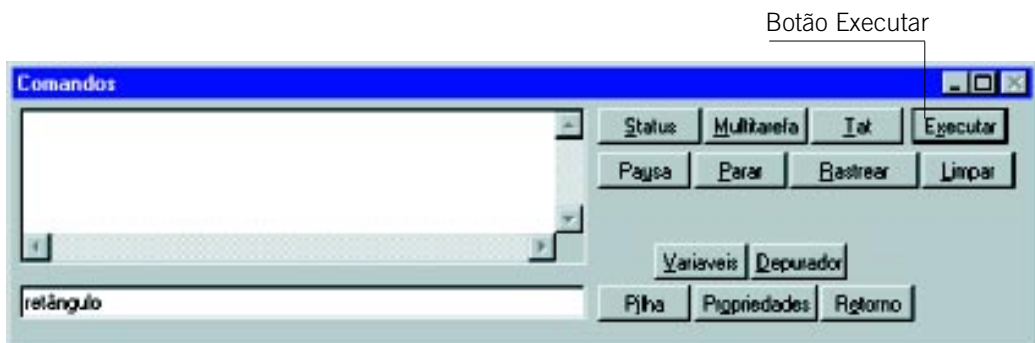 Botão Executar
Comandos
Status Multitarefa Tat Executar
Pausa Parar Rastrear Limpar
Variaveis Depurador
retângulo
Pilha Propriedades Retorno